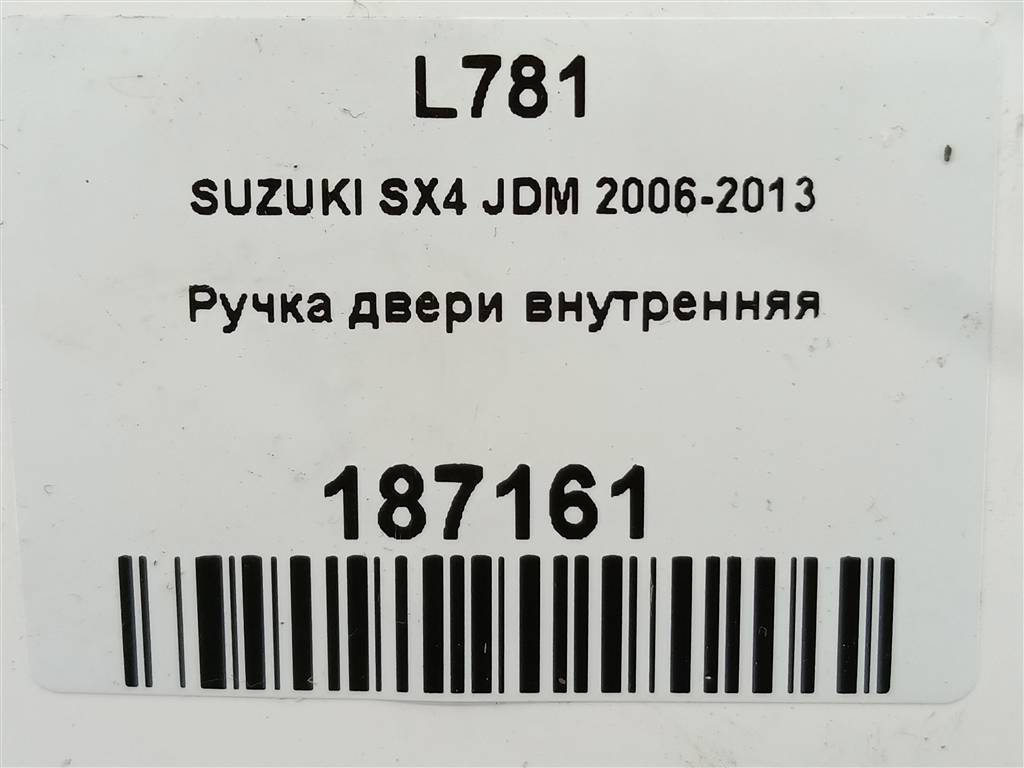 L781
SUZUKI SX4 JDM 2006-2013
Ручка двери внутренняя
187161